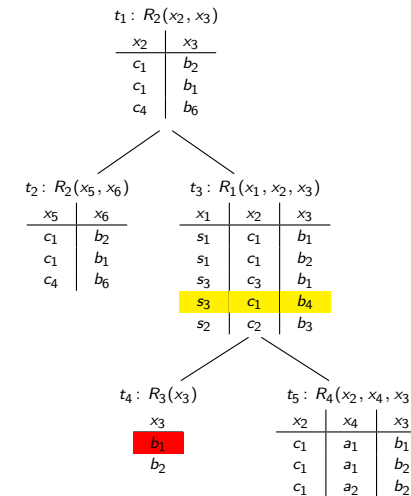 t₁: R₂(x₂, x₃)
x₂ x₃
c₁ b₂
c₁ b₁
c₄ b₆
t₂: R₂(x₅, x₆)
x₅ x₆
c₁ b₂
c₁ b₁
c₄ b₆
t₃: R₁(x₁, x₂, x₃)
x₁ x₂ x₃
s₁ c₁ b₁
s₁ c₁ b₂
s₃ c₃ b₁
s₃ c₁ b₄
s₂ c₂ b₃
t₄: R₃(x₃)
x₃
b₁
b₂
t₅: R₄(x₂, x₄, x₃
x₂ x₄ x₃
c₁ a₁ b₁
c₁ a₁ b₂
c₁ a₂ b₂